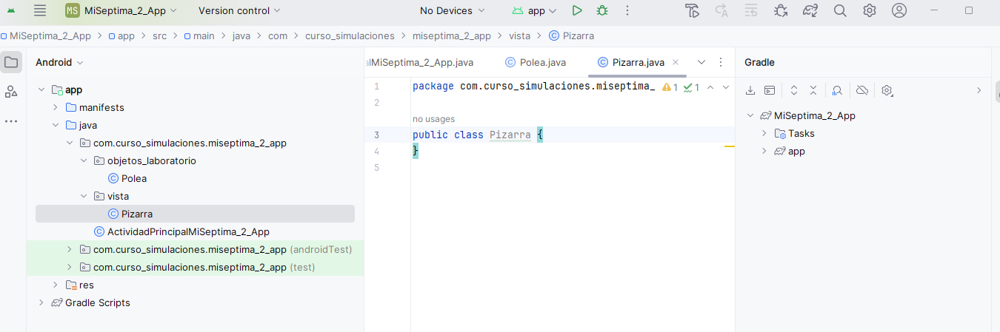 MS MiSeptima_2_App Version control No Devices app
MiSeptima_2_App app src main java com curso_simulaciones miseptima_2_app vista Pizarra
Android
app
manifests
java
com.curso_simulaciones.miseptima_2_app
objetos_laboratorio
Polea
vista
Pizarra
ActividadPrincipalMiSeptima_2_App
com.curso_simulaciones.miseptima_2_app (androidTest)
com.curso_simulaciones.miseptima_2_app (test)
res
Gradle Scripts
alMiSeptima_2_App.java Polea.java Pizarra.java
1 package com.curso_simulaciones.miseptima_ 1 1
2
no usages
3 public class Pizarra {
4 }
5
Gradle
MiSeptima_2_App
Tasks
app